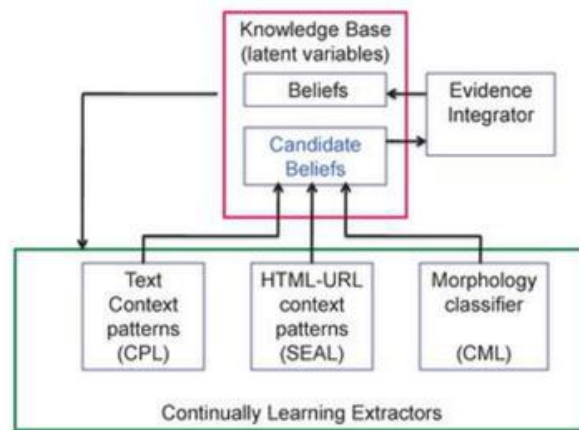 Knowledge Base
(latent variables)
Beliefs
Evidence
Integrator
Candidate
Beliefs
Text
Context
patterns
(CPL)
HTML-URL
context
patterns
(SEAL)
Morphology
classifier
(CML)
Continually Learning Extractors